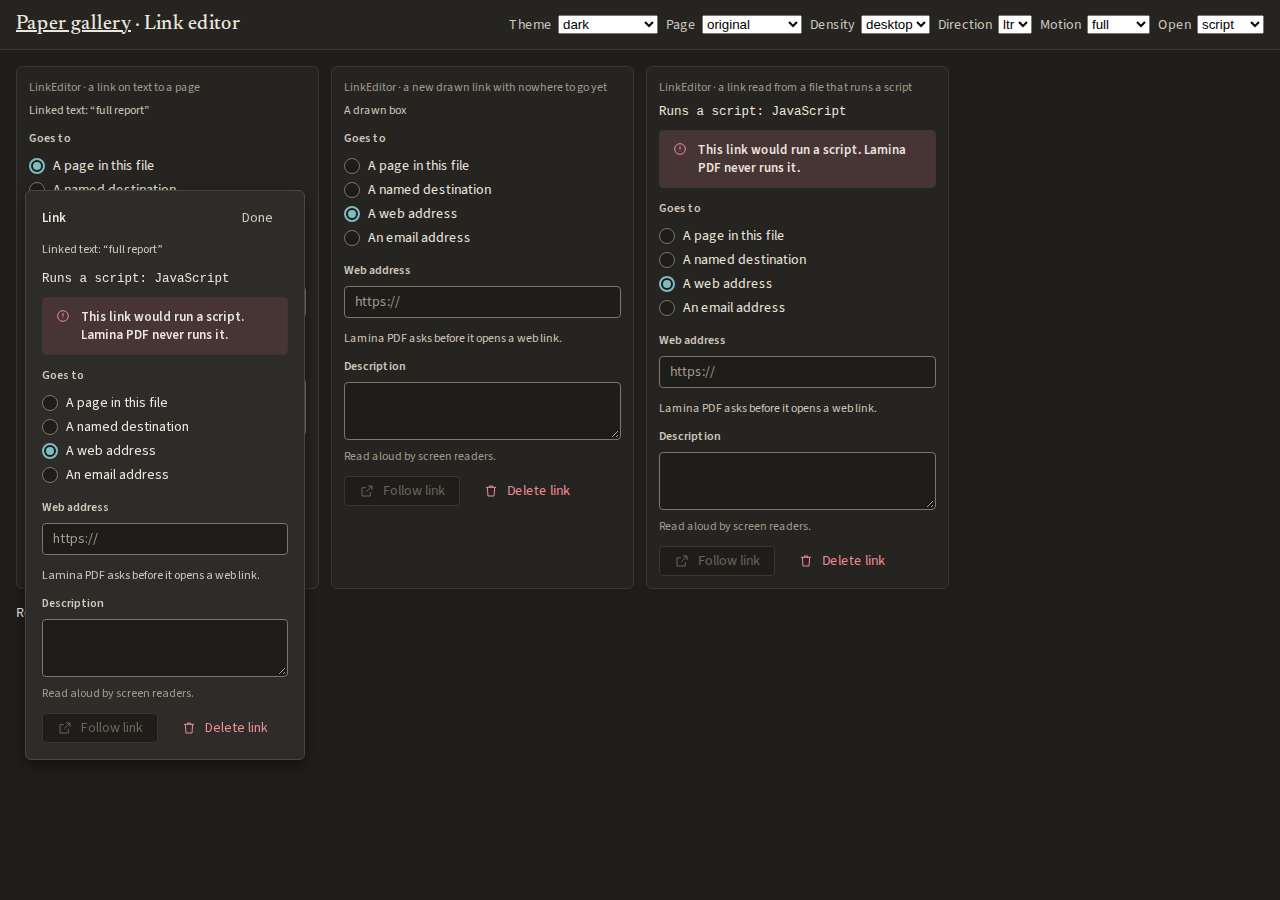 Paper gallery · Link editor
Theme dark Page original Density desktop Direction ltr Motion full Open script
LinkEditor · a link on text to a page
Linked text: “full report”
Goes to
A page in this file
A named destination
Link Done
Linked text: “full report”
Runs a script: JavaScript
This link would run a script.
Lamina PDF never runs it.
Goes to
A page in this file
A named destination
A web address
An email address
Web address
https://
Lamina PDF asks before it opens a web link.
Description
Read aloud by screen readers.
Follow link Delete link
LinkEditor · a new drawn link with nowhere to go yet
A drawn box
Goes to
A page in this file
A named destination
A web address
An email address
Web address
https://
Lamina PDF asks before it opens a web link.
Description
Read aloud by screen readers.
Follow link Delete link
LinkEditor · a link read from a file that runs a script
Runs a script: JavaScript
This link would run a script. Lamina
PDF never runs it.
Goes to
A page in this file
A named destination
A web address
An email address
Web address
https://
Lamina PDF asks before it opens a web link.
Description
Read aloud by screen readers.
Follow link Delete link